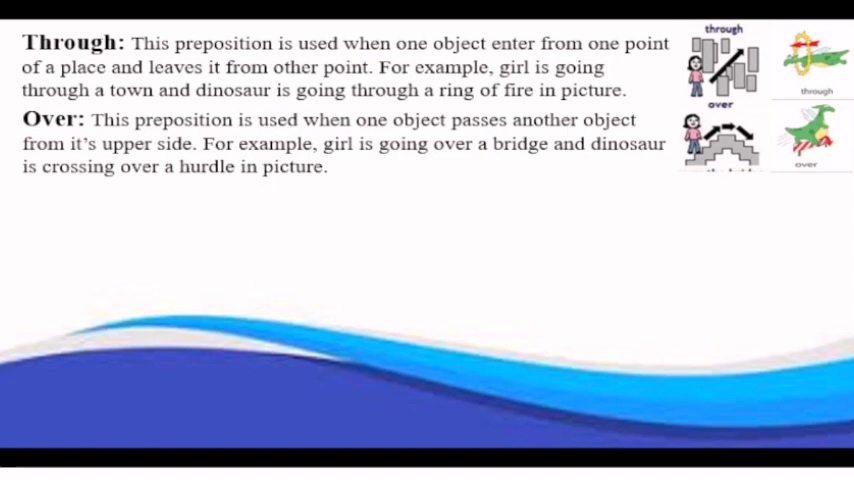 Through: This preposition is used when one object enter from one point
of a place and leaves it from other point. For example, girl is going
through a town and dinosaur is going through a ring of fire in picture.
Over: This preposition is used when one object passes another object
from it's upper side. For example, girl is going over a bridge and dinosaur
is crossing over a hurdle in picture.
through
through
over
over